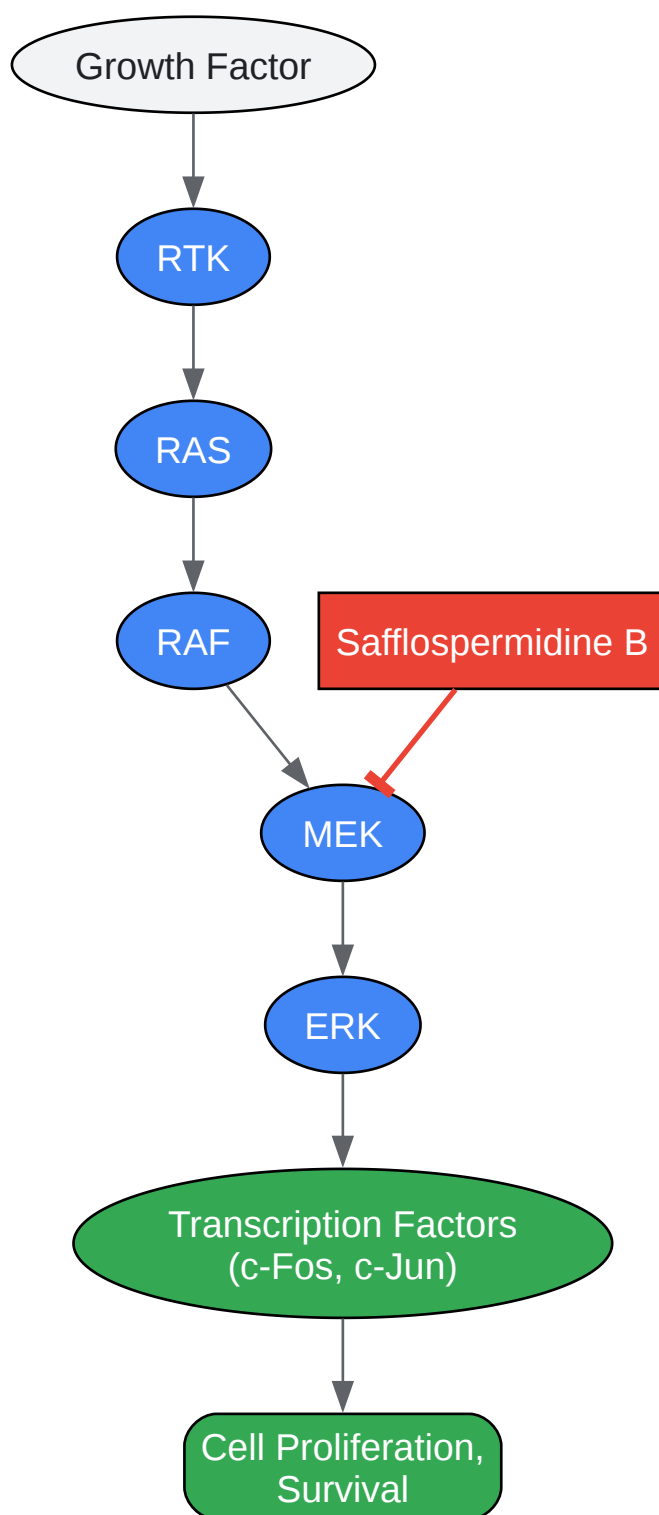 Growth Factor
RTK
RAS
RAF
Safflospermidine B
MEK
ERK
Transcription Factors
(c-Fos, c-Jun)
Cell Proliferation,
Survival